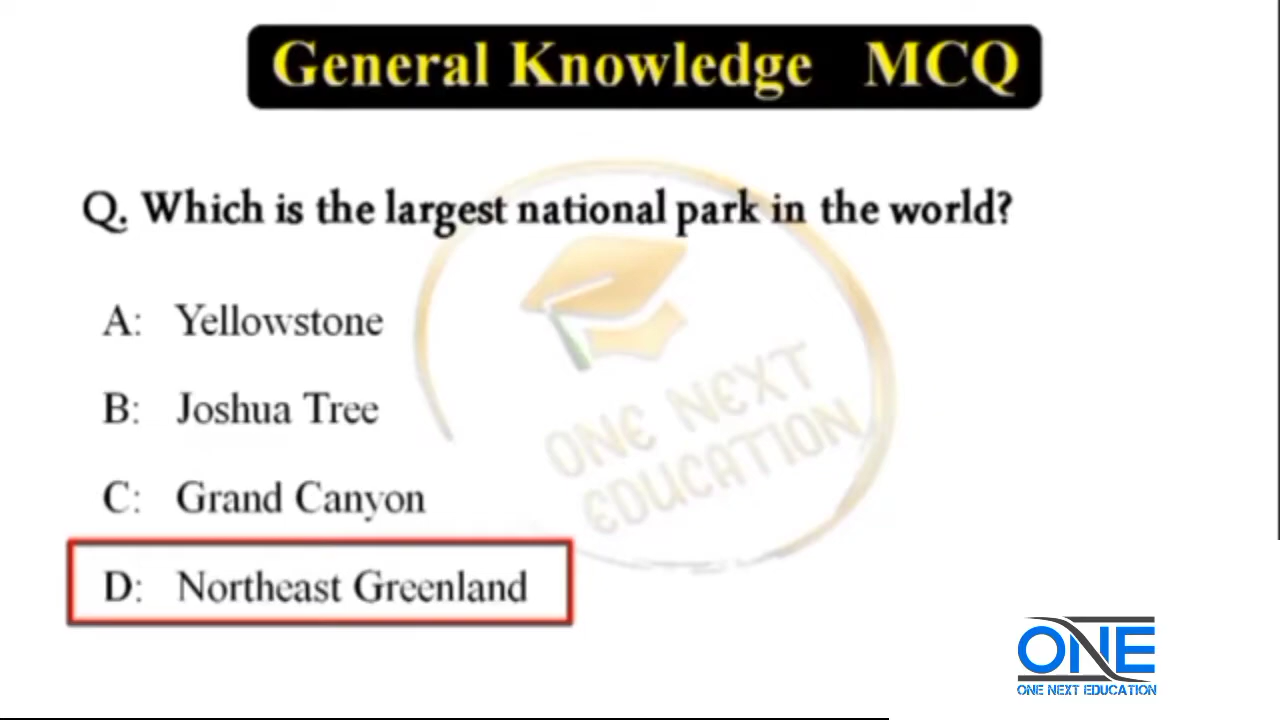 General Knowledge MCQ
Q. Which is the largest national park in the world?
A: Yellowstone
B: Joshua Tree
C: Grand Canyon
D: Northeast Greenland
ONE NEXT
EDUCATION
ONE
ONE NEXT EDUCATION